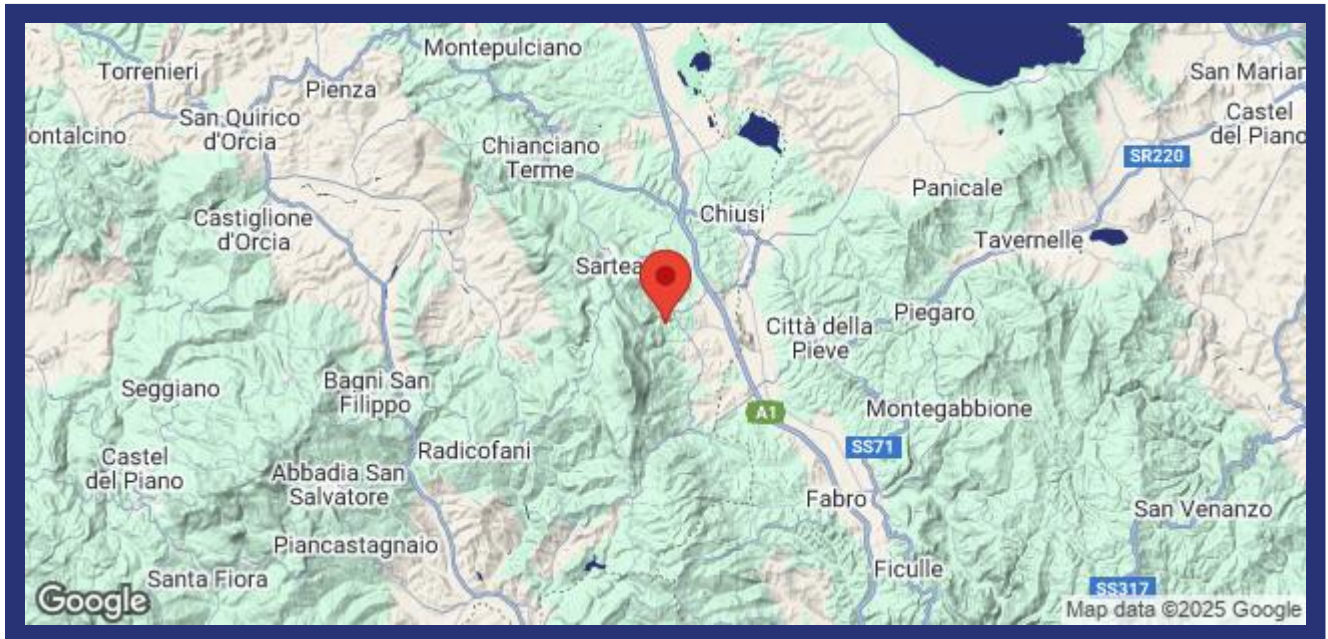 Montepulciano
Torrenieri
Pienza
San Marian
San Quirico
d'Orcia
ontalcino
Castel
del Piano
Chianciano
Terme
SR220
Panicale
Chiusi
Castiglione
d'Orcia
Tavernelle
Sartea
Città della
Pieve
Piegaro
Seggiano
Bagni San
Filippo
A1
Montegabbione
SS71
Radicofani
Castel
del Piano
Abbadia San
Salvatore
Fabro
San Venanzo
Piancastagnaio
Santa Fiora
Ficulle
SS317
Google
Map data ©2025 Google